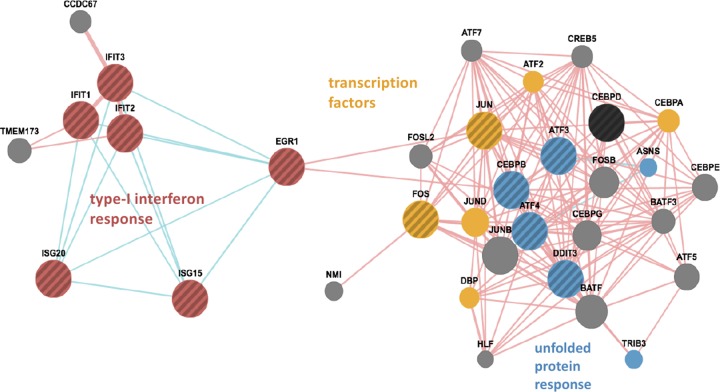 CCDC67
IFIT3
IFIT1
IFIT2
TMEM173
type-I interferon
response
ISG20
ISG15
EGR1
NMI
transcription
factors
ATF7
CREB5
ATF2
JUN
CEBPD
CEBPA
FOSL2
ATF3
ASNS
CEBPB
FOSB
CEBPE
FOS
JUND
ATF4
BATF3
JUNB
CEBPG
DDIT3
ATF5
DBP
BATF
HLF
TRIB3
unfolded
protein
response